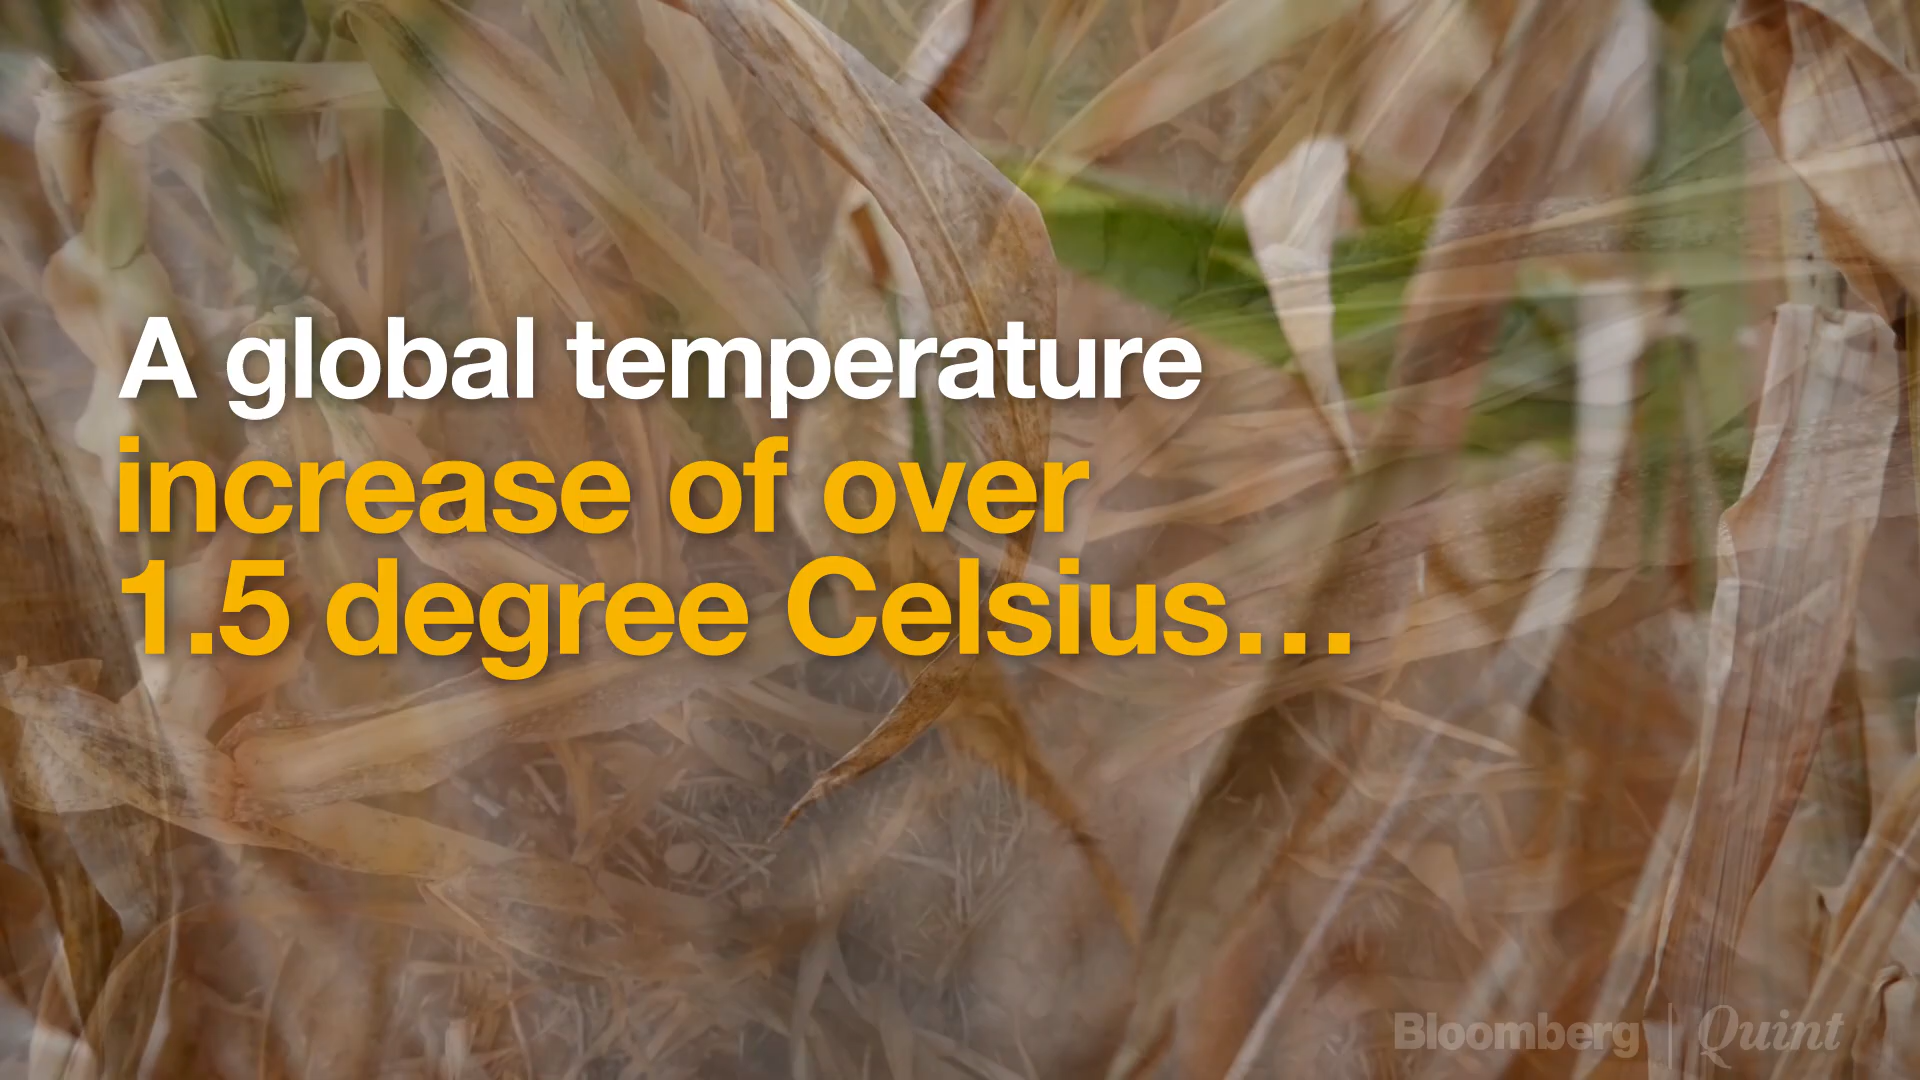 A global temperature
increase of over
1.5 degree Celsius...
Bloomberg | Quint